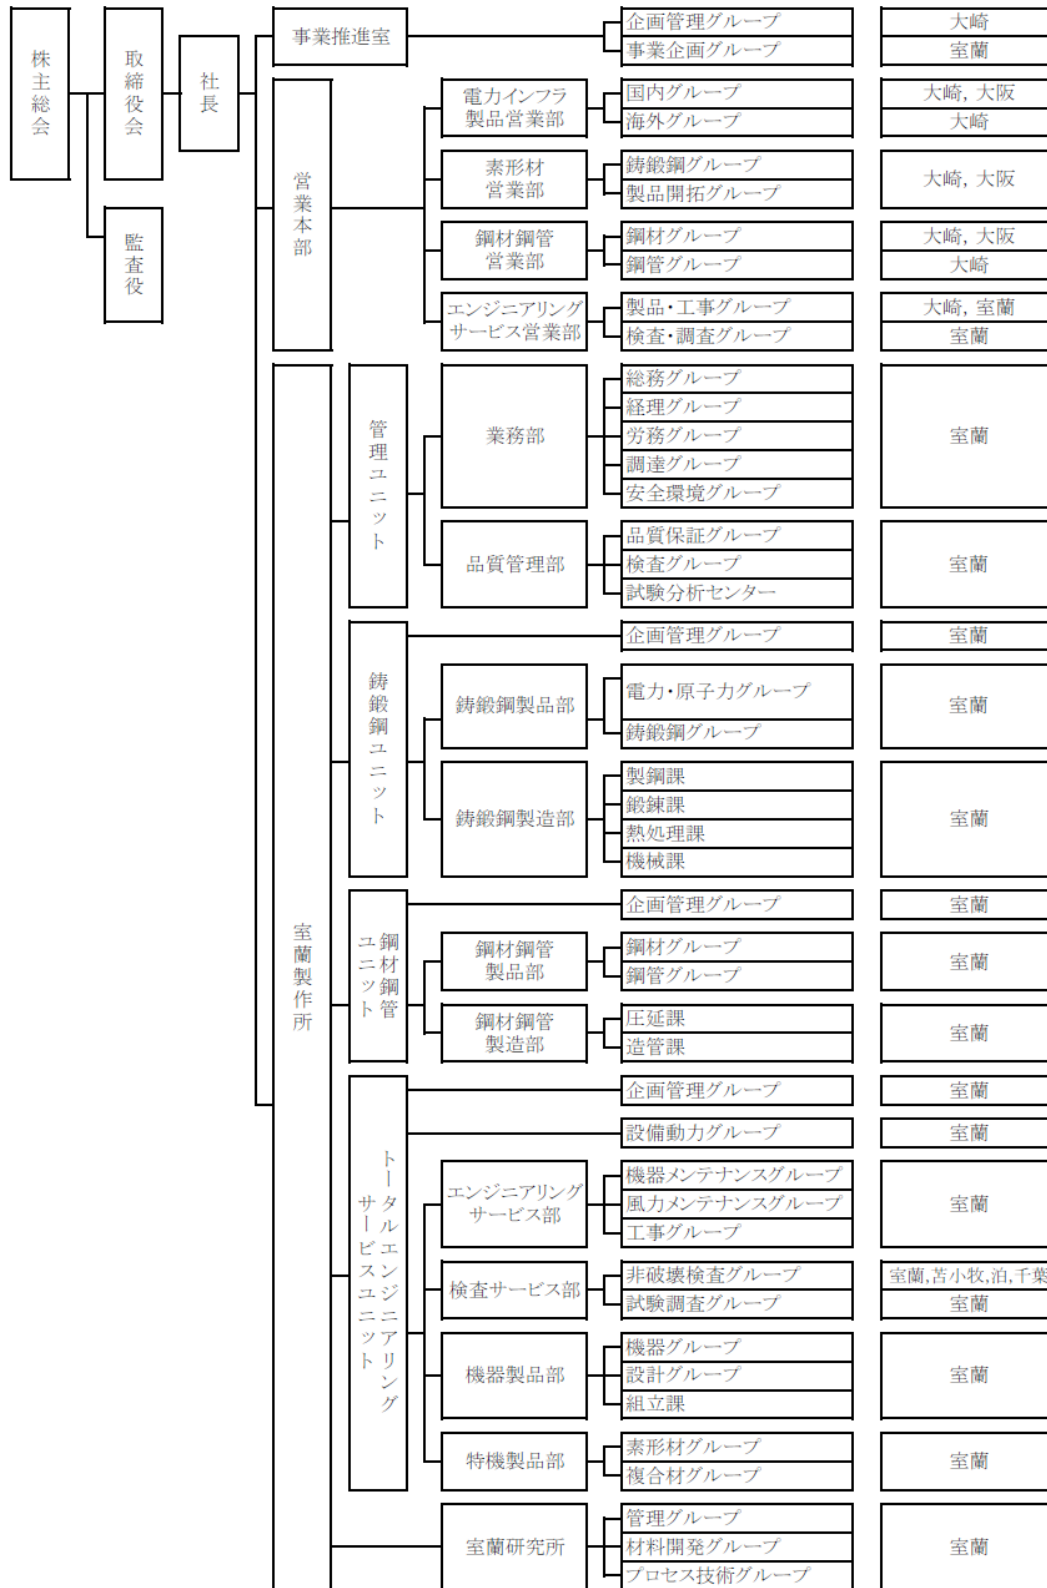 株主総会
取締役会
監査役
社長
事業推進室
企画管理グループ
大崎
事業企画グループ
室蘭
営業本部
電力インフラ
製品営業部
国内グループ
大崎, 大阪
海外グループ
大崎
素形材
営業部
鋳鍛鋼グループ
製品開拓グループ
大崎, 大阪
鋼材鋼管
営業部
鋼材グループ
大崎, 大阪
鋼管グループ
大崎
エンジニアリング
サービス営業部
製品・工事グループ
大崎, 室蘭
検査・調査グループ
室蘭
室蘭製作所
管理ユニット
業務部
総務グループ
経理グループ
労務グループ
調達グループ
安全環境グループ
室蘭
品質管理部
品質保証グループ
検査グループ
試験分析センター
室蘭
鋳鍛鋼ユニット
企画管理グループ
室蘭
鋳鍛鋼製品部
電力・原子力グループ
鋳鍛鋼グループ
室蘭
鋳鍛鋼製造部
製鋼課
鍛錬課
熱処理課
機械課
室蘭
鋼材鋼管
ユニット
企画管理グループ
室蘭
鋼材鋼管
製品部
鋼材グループ
鋼管グループ
室蘭
鋼材鋼管
製造部
圧延課
造管課
室蘭
トータルエンジニアリング
サービスユニット
企画管理グループ
室蘭
設備動力グループ
室蘭
エンジニアリング
サービス部
機器メンテナンスグループ
風力メンテナンスグループ
工事グループ
室蘭
検査サービス部
非破壊検査グループ
室蘭,苫小牧,泊,千葉
試験調査グループ
室蘭
機器製品部
機器グループ
設計グループ
組立課
室蘭
特機製品部
素形材グループ
複合材グループ
室蘭
室蘭研究所
管理グループ
材料開発グループ
プロセス技術グループ
室蘭